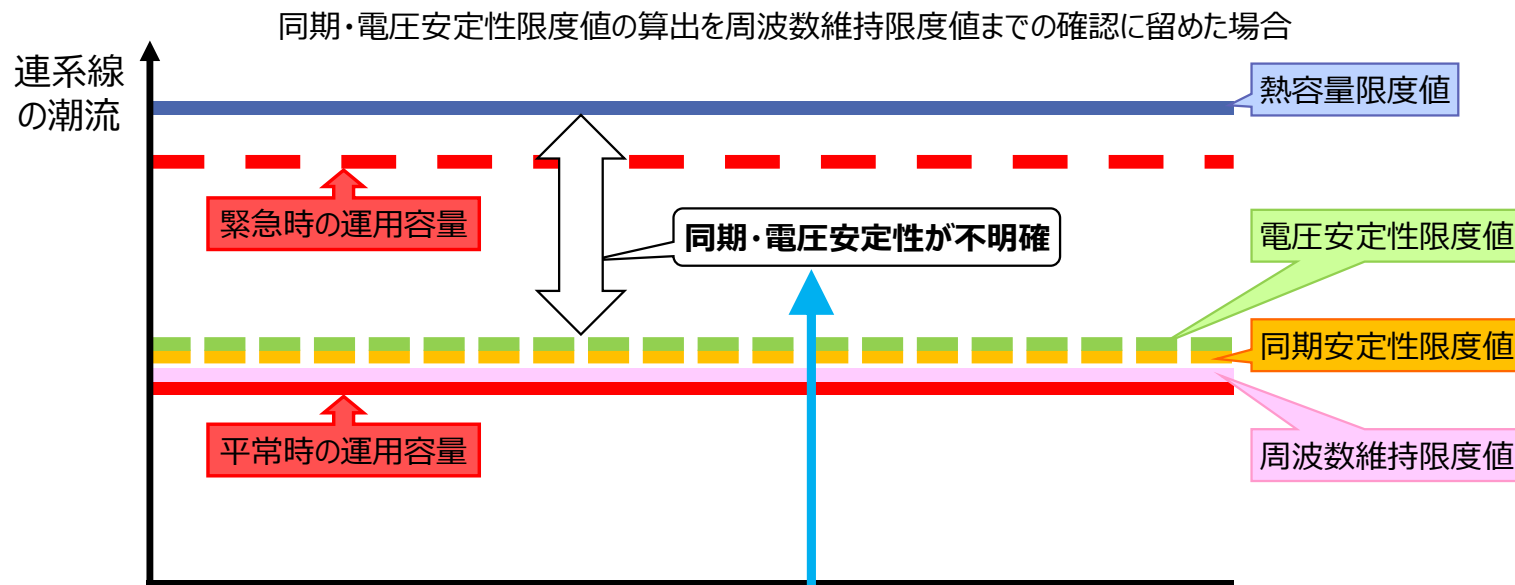 同期・電圧安定性限度値の算出を周波数維持限度値までの確認に留めた場合
連系線
の潮流
熱容量限度値
緊急時の運用容量
同期・電圧安定性が不明確
電圧安定性限度値
同期安定性限度値
平常時の運用容量
周波数維持限度値